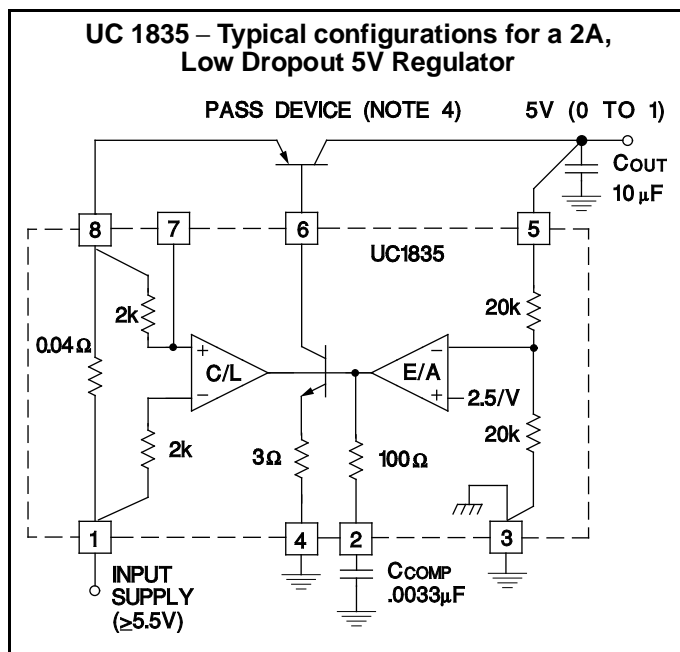 UC 1835 – Typical configurations for a 2A,
Low Dropout 5V Regulator
PASS DEVICE (NOTE 4)
5V (0 TO 1)
COUT
10 µF
8
7
6
5
UC1835
2k
20k
0.04 Ω
+
C/L
–
–
E/A
+
2.5/V
2k
3Ω
100Ω
20k
1
4
2
3
INPUT
SUPPLY
(≥5.5V)
CCOMP
.0033µF